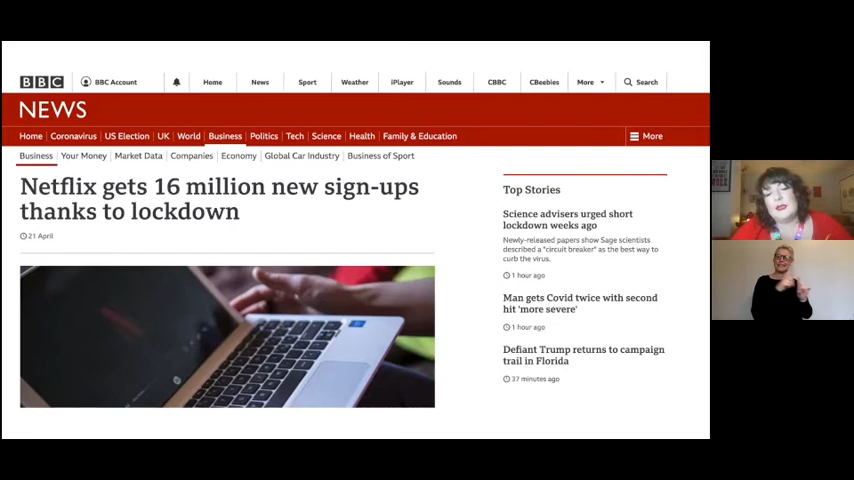 BBC BBC Account Home News Sport Weather iPlayer Sounds CBBC CBeebies More Search
NEWS
Home Coronavirus US Election UK World Business Politics Tech Science Health Family & Education More
Business Your Money Market Data Companies Economy Global Car Industry Business of Sport
Netflix gets 16 million new sign-ups
thanks to lockdown
21 April
Top Stories
Science advisers urged short
lockdown weeks ago
Newly-released papers show Sage scientists
described a "circuit breaker" as the best way to
curb the virus.
1 hour ago
Man gets Covid twice with second
hit 'more severe'
1 hour ago
Defiant Trump returns to campaign
trail in Florida
37 minutes ago